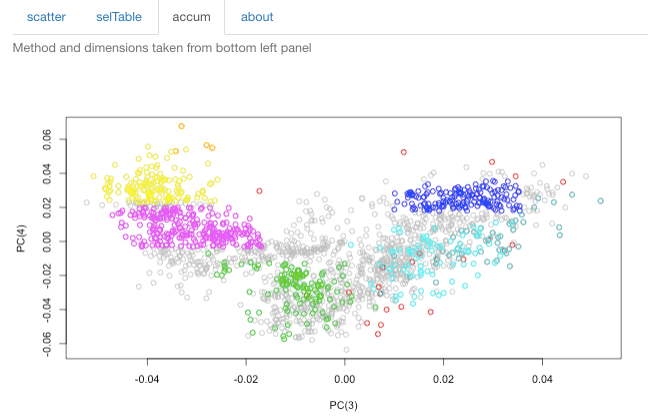 scatter selTable accum about
Method and dimensions taken from bottom left panel
0.06
0.04
0.02
0.00
-0.02
-0.04
-0.06
PC(4)
-0.04 -0.02 0.00 0.02 0.04
PC(3)